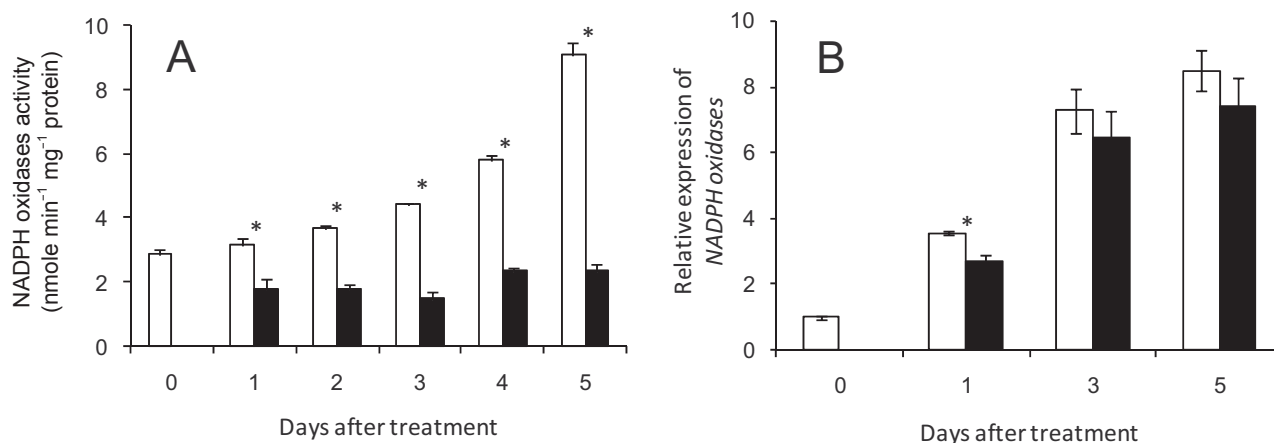 A
NADPH oxidases activity
(nmole min⁻¹ mg⁻¹ protein)
10
8
6
4
2
0
*
*
*
*
*
0 1 2 3 4 5
Days after treatment
B
Relative expression of
NADPH oxidases
10
8
6
4
2
0
*
0 1 3 5
Days after treatment